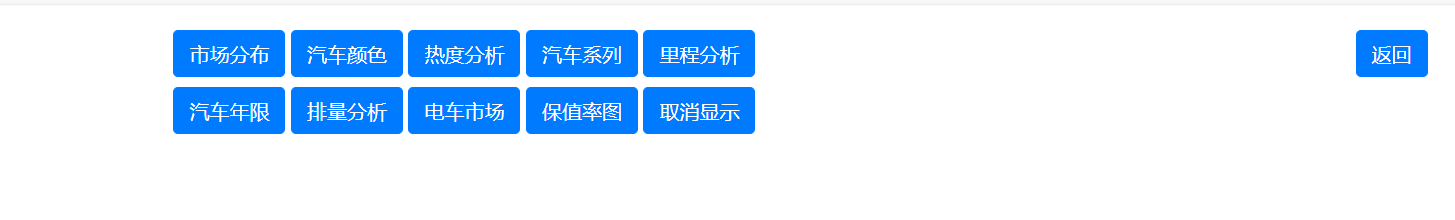 市场分布 汽车颜色 热度分析 汽车系列 里程分析 返回
汽车年限 排量分析 电车市场 保值率图 取消显示